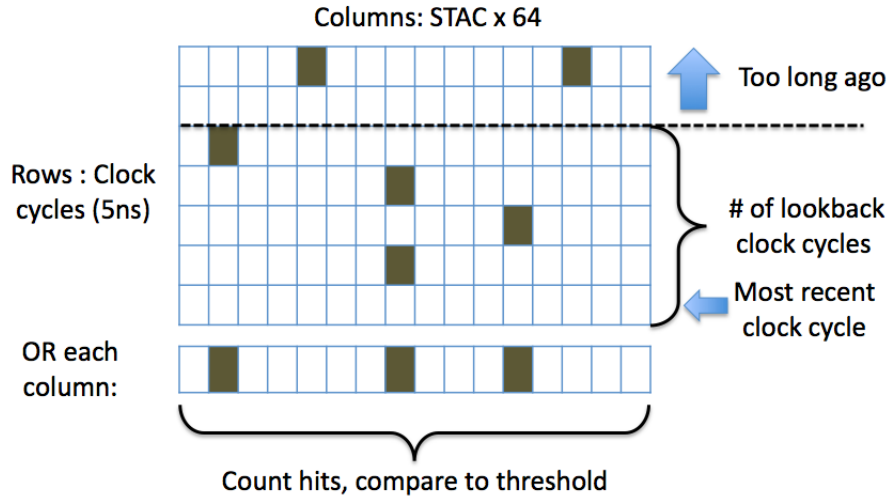 Columns: STAC x 64
Too long ago
Rows : Clock
cycles (5ns)
# of lookback
clock cycles
Most recent
clock cycle
OR each
column:
Count hits, compare to threshold